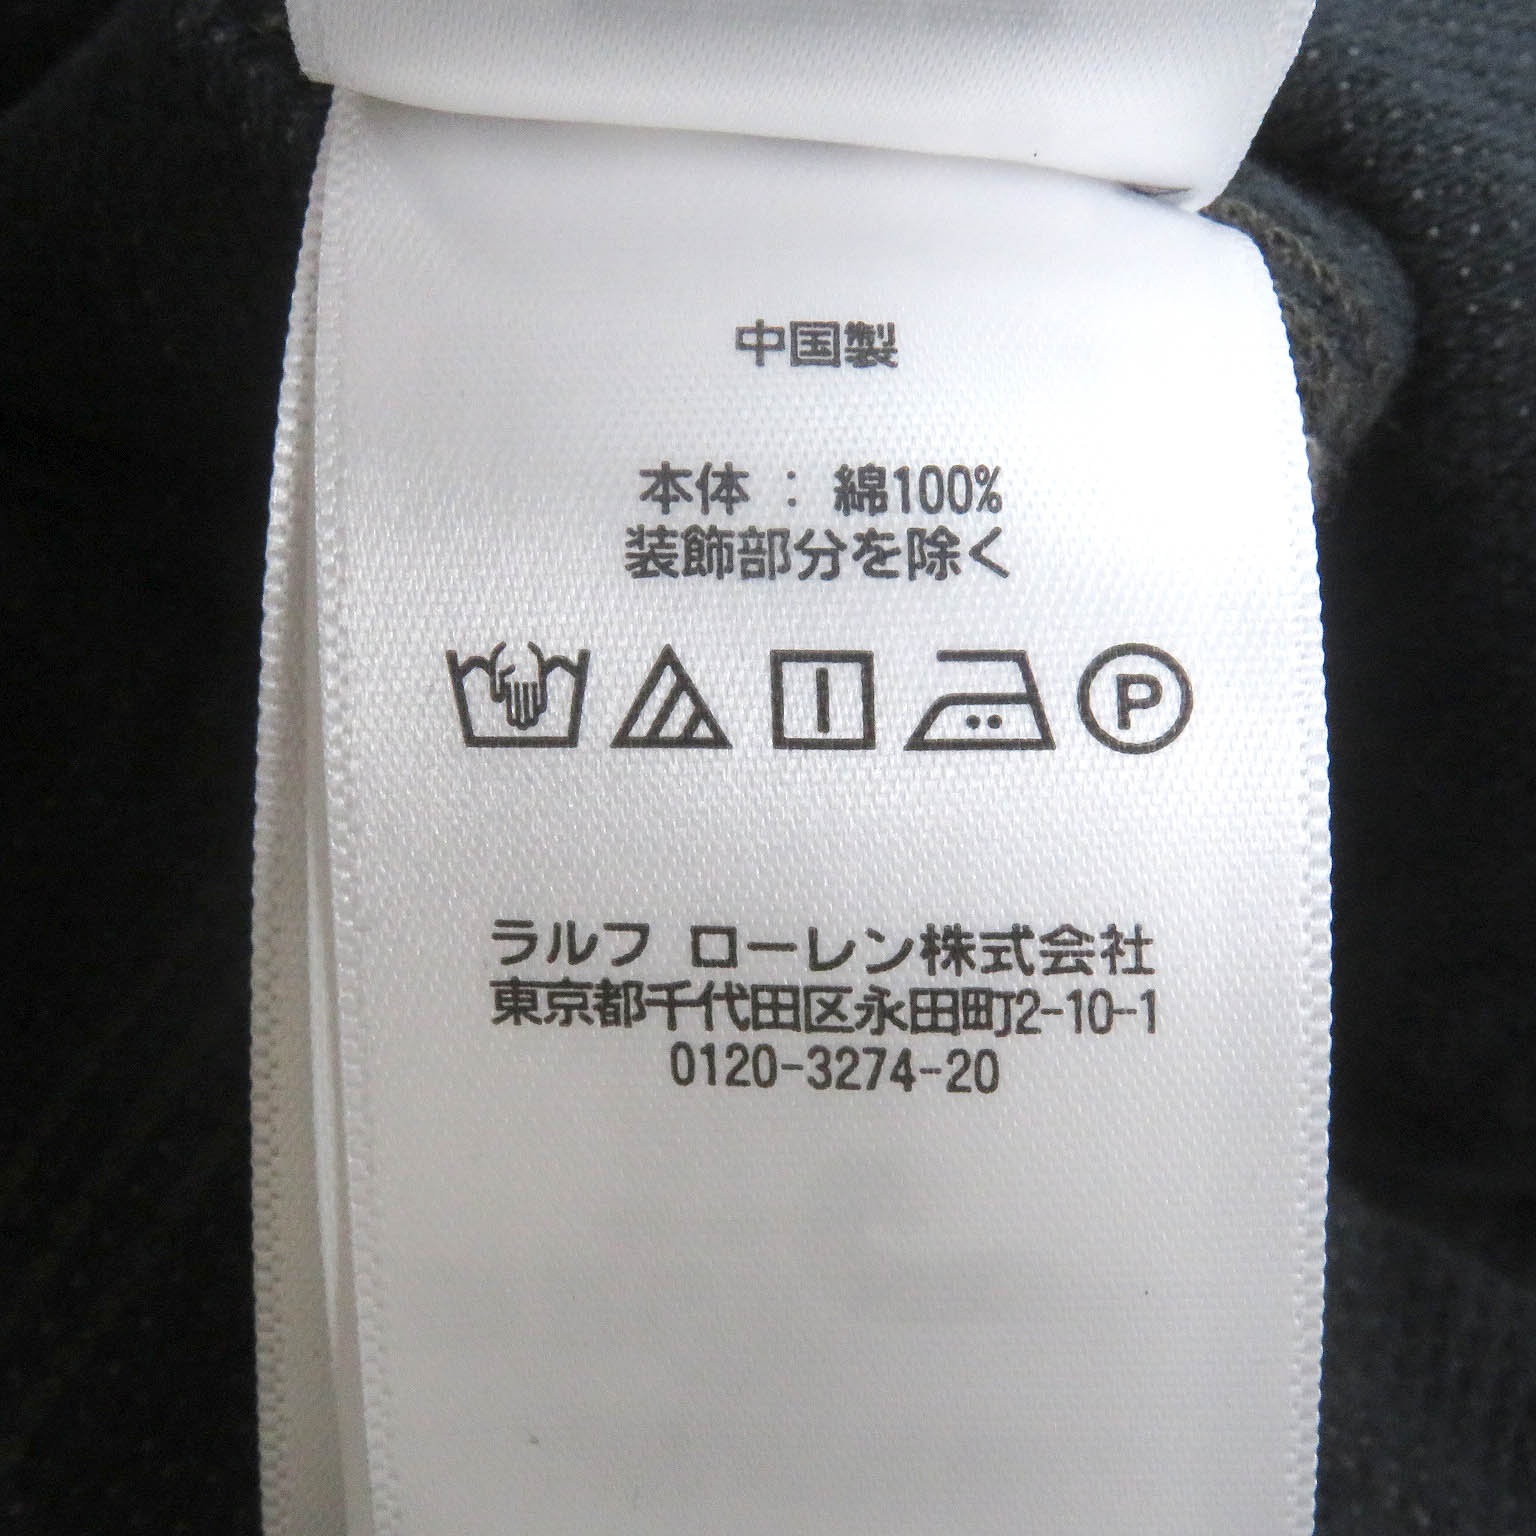 中国製
本体 : 綿100%
装飾部分を除く
P
ラルフ ローレン株式会社
東京都千代田区永田町2-10-1
0120-3274-20